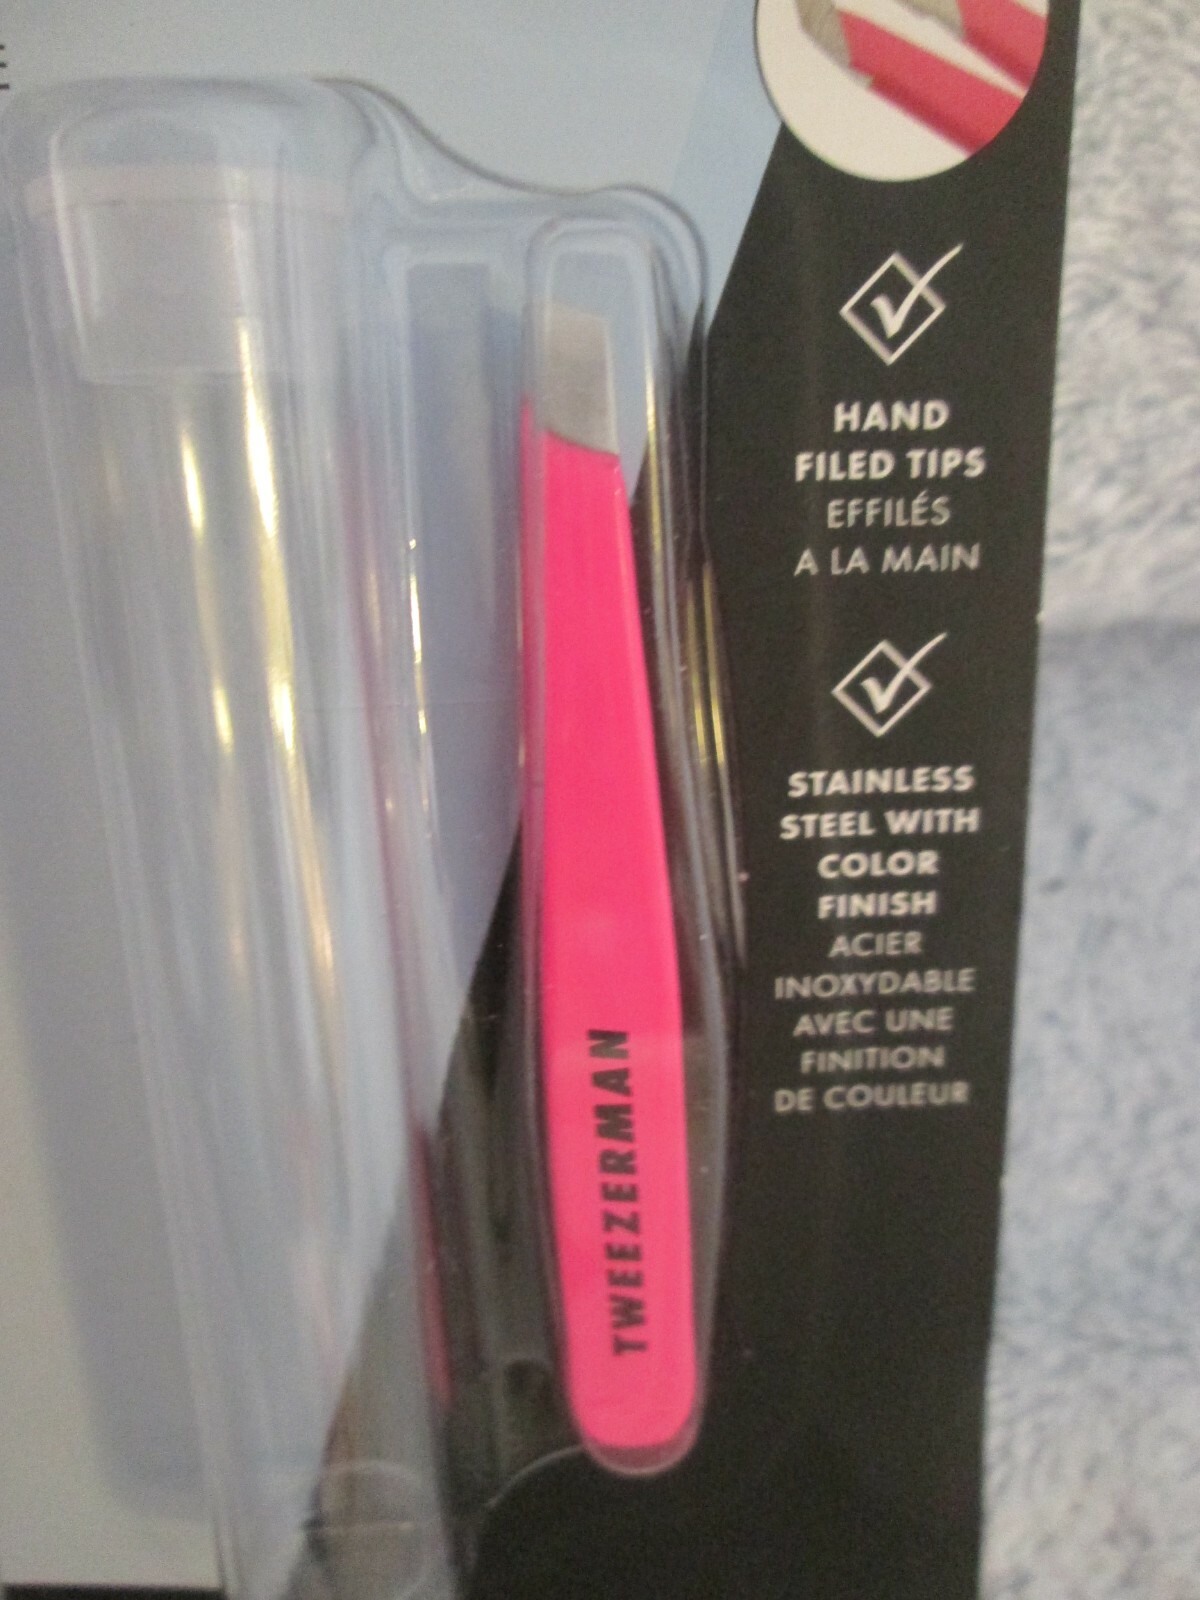 HAND
FILED TIPS
EFFILÉS
A LA MAIN
STAINLESS
STEEL WITH
COLOR
FINISH
ACIER
INOXYDABLE
AVEC UNE
FINITION
DE COULEUR
TWEEZERMAN